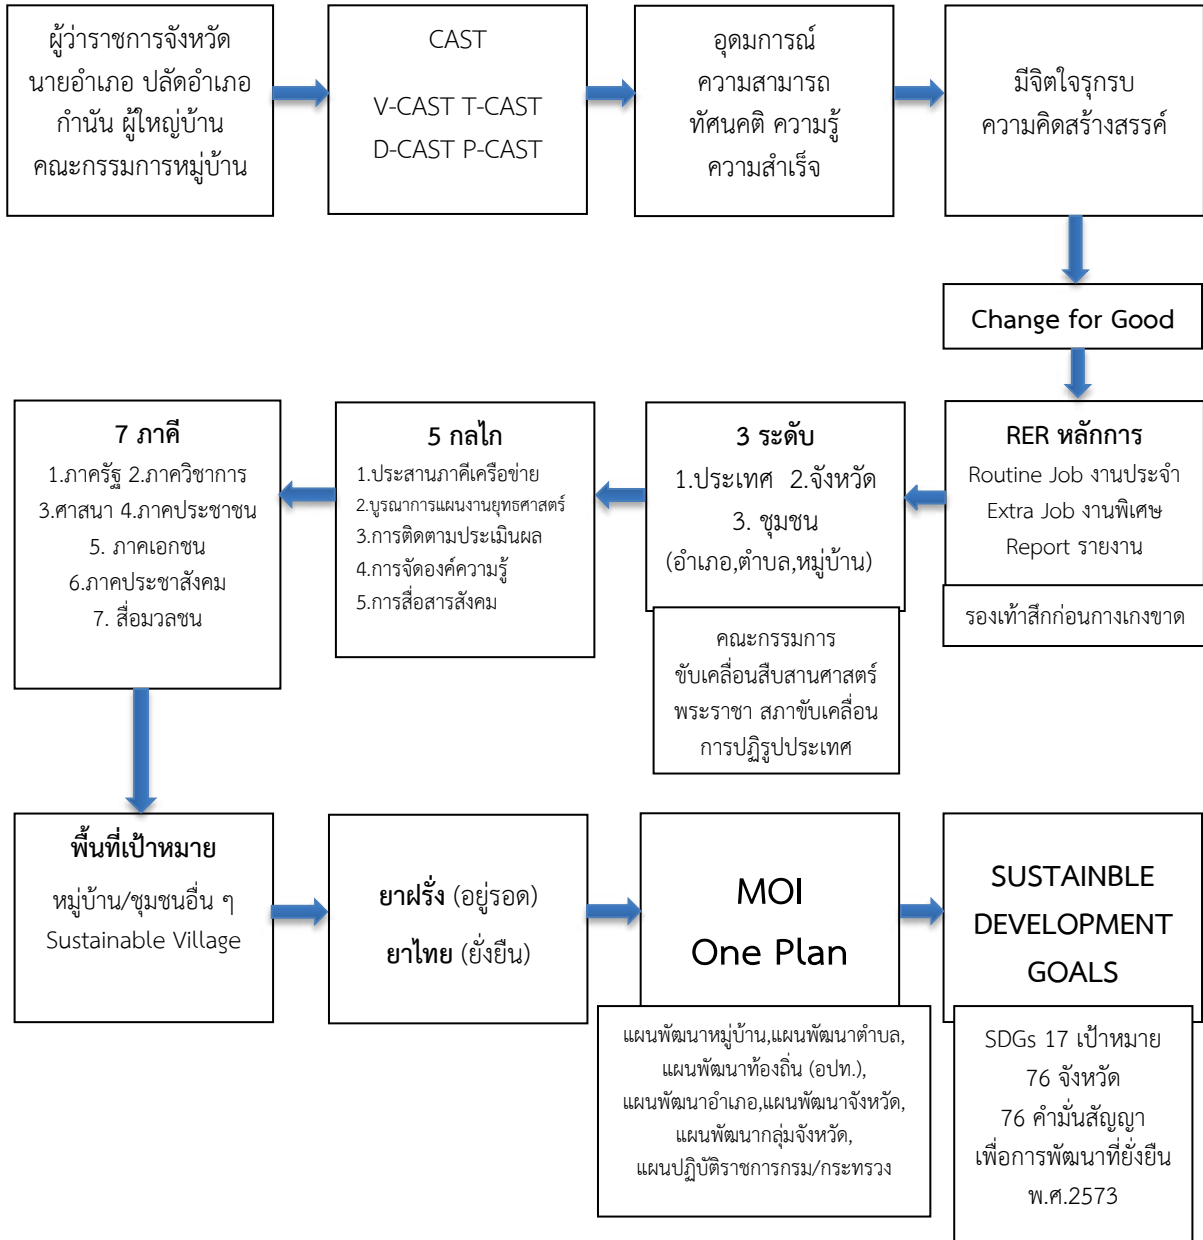 ผู้ว่าราชการจังหวัด
นายอำเภอ ปลัดอำเภอ
กำนัน ผู้ใหญ่บ้าน
คณะกรรมการหมู่บ้าน
CAST
V-CAST T-CAST
D-CAST P-CAST
อุดมการณ์
ความสามารถ
ทัศนคติ ความรู้
ความสำเร็จ
มีจิตใจรุกรบ
ความคิดสร้างสรรค์
Change for Good
RER หลักการ
Routine Job งานประจำ
Extra Job งานพิเศษ
Report รายงาน
รองเท้าสึกก่อนกางเกงขาด
3 ระดับ
1.ประเทศ 2.จังหวัด
3. ชุมชน
(อำเภอ,ตำบล,หมู่บ้าน)
คณะกรรมการ
ขับเคลื่อนสืบสานศาสตร์
พระราชา สภาขับเคลื่อน
การปฏิรูปประเทศ
5 กลไก
1.ประสานภาคีเครือข่าย
2.บูรณาการแผนงานยุทธศาสตร์
3.การติดตามประเมินผล
4.การจัดองค์ความรู้
5.การสื่อสารสังคม
7 ภาคี
1.ภาครัฐ 2.ภาควิชาการ
3.ศาสนา 4.ภาคประชาชน
5. ภาคเอกชน
6.ภาคประชาสังคม
7. สื่อมวลชน
พื้นที่เป้าหมาย
หมู่บ้าน/ชุมชนอื่น ๆ
Sustainable Village
ยาฝรั่ง (อยู่รอด)
ยาไทย (ยั่งยืน)
MOI
One Plan
แผนพัฒนาหมู่บ้าน,แผนพัฒนาตำบล,
แผนพัฒนาท้องถิ่น (อปท.),
แผนพัฒนาอำเภอ,แผนพัฒนาจังหวัด,
แผนพัฒนากลุ่มจังหวัด,
แผนปฏิบัติราชการกรม/กระทรวง
SUSTAINBLE
DEVELOPMENT
GOALS
SDGs 17 เป้าหมาย
76 จังหวัด
76 คำมั่นสัญญา
เพื่อการพัฒนาที่ยั่งยืน
พ.ศ.2573